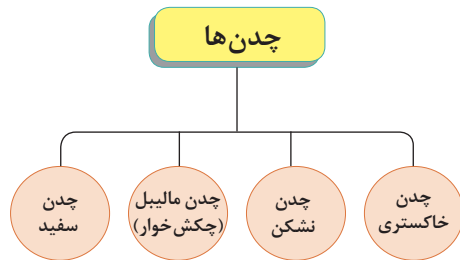 چدن‌ها
چدن
خاکستری
چدن
نشکن
چدن مالیبل
(چکش‌خوار)
چدن
سفید